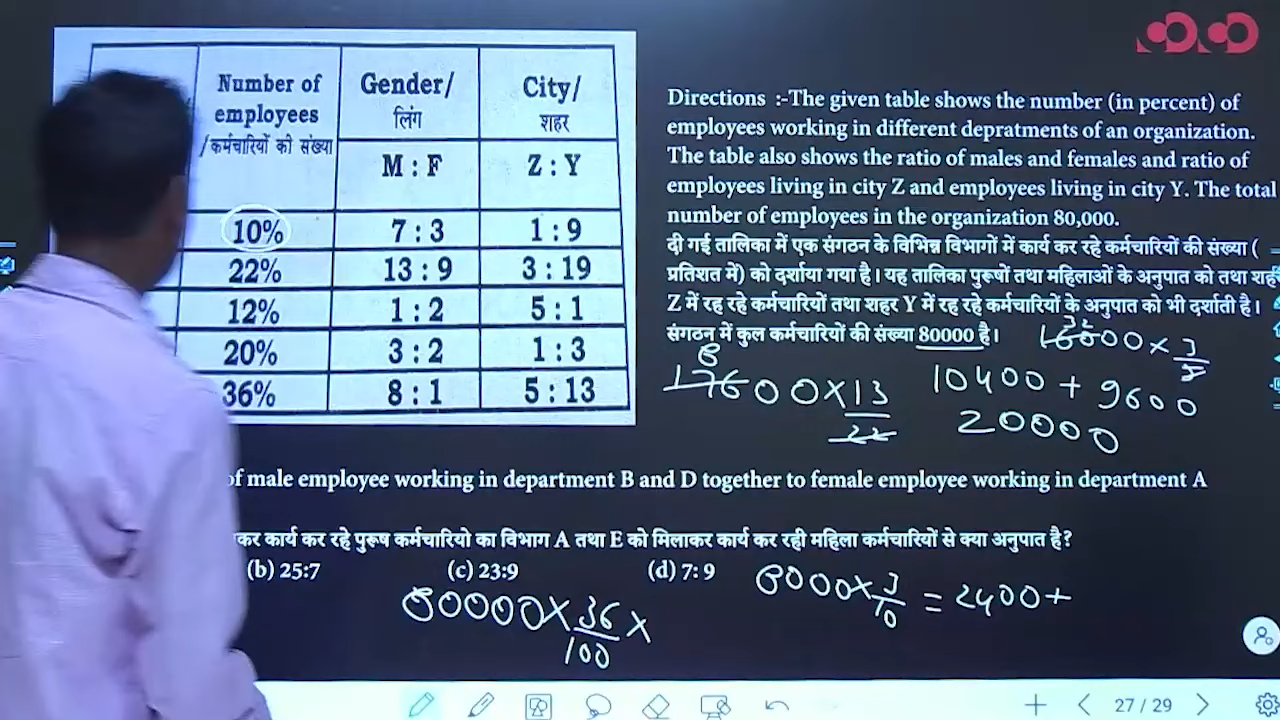 Number of employees /कर्मचारियों की संख्या
Gender/ लिंग
City/ शहर
M : F
Z : Y
10% 7 : 3 1 : 9
22% 13 : 9 3 : 19
12% 1 : 2 5 : 1
20% 3 : 2 1 : 3
36% 8 : 1 5 : 13
Directions :-The given table shows the number (in percent) of
employees working in different depratments of an organization.
The table also shows the ratio of males and females and ratio of
employees living in city Z and employees living in city Y. The total
number of employees in the organization 80,000.
दी गई तालिका में एक संगठन के विभिन्न विभागों में कार्य कर रहे कर्मचारियों की संख्या (
प्रतिशत में) को दर्शाया गया है। यह तालिका पुरूषों तथा महिलाओं के अनुपात को तथा शह
Z में रह रहे कर्मचारियों तथा शहर Y में रह रहे कर्मचारियों के अनुपात को भी दर्शाती है।
संगठन में कुल कर्मचारियों की संख्या 80000 है।
17600×13/22
10400 + 9600
20000
of male employee working in department B and D together to female employee working in department A
कर कार्य कर रहे पुरूष कर्मचारियो का विभाग A तथा E को मिलाकर कार्य कर रही महिला कर्मचारियों से क्या अनुपात है?
(b) 25:7 (c) 23:9 (d) 7: 9
8000×3/10 = 2400+
80000×36/100 ×
27 / 29